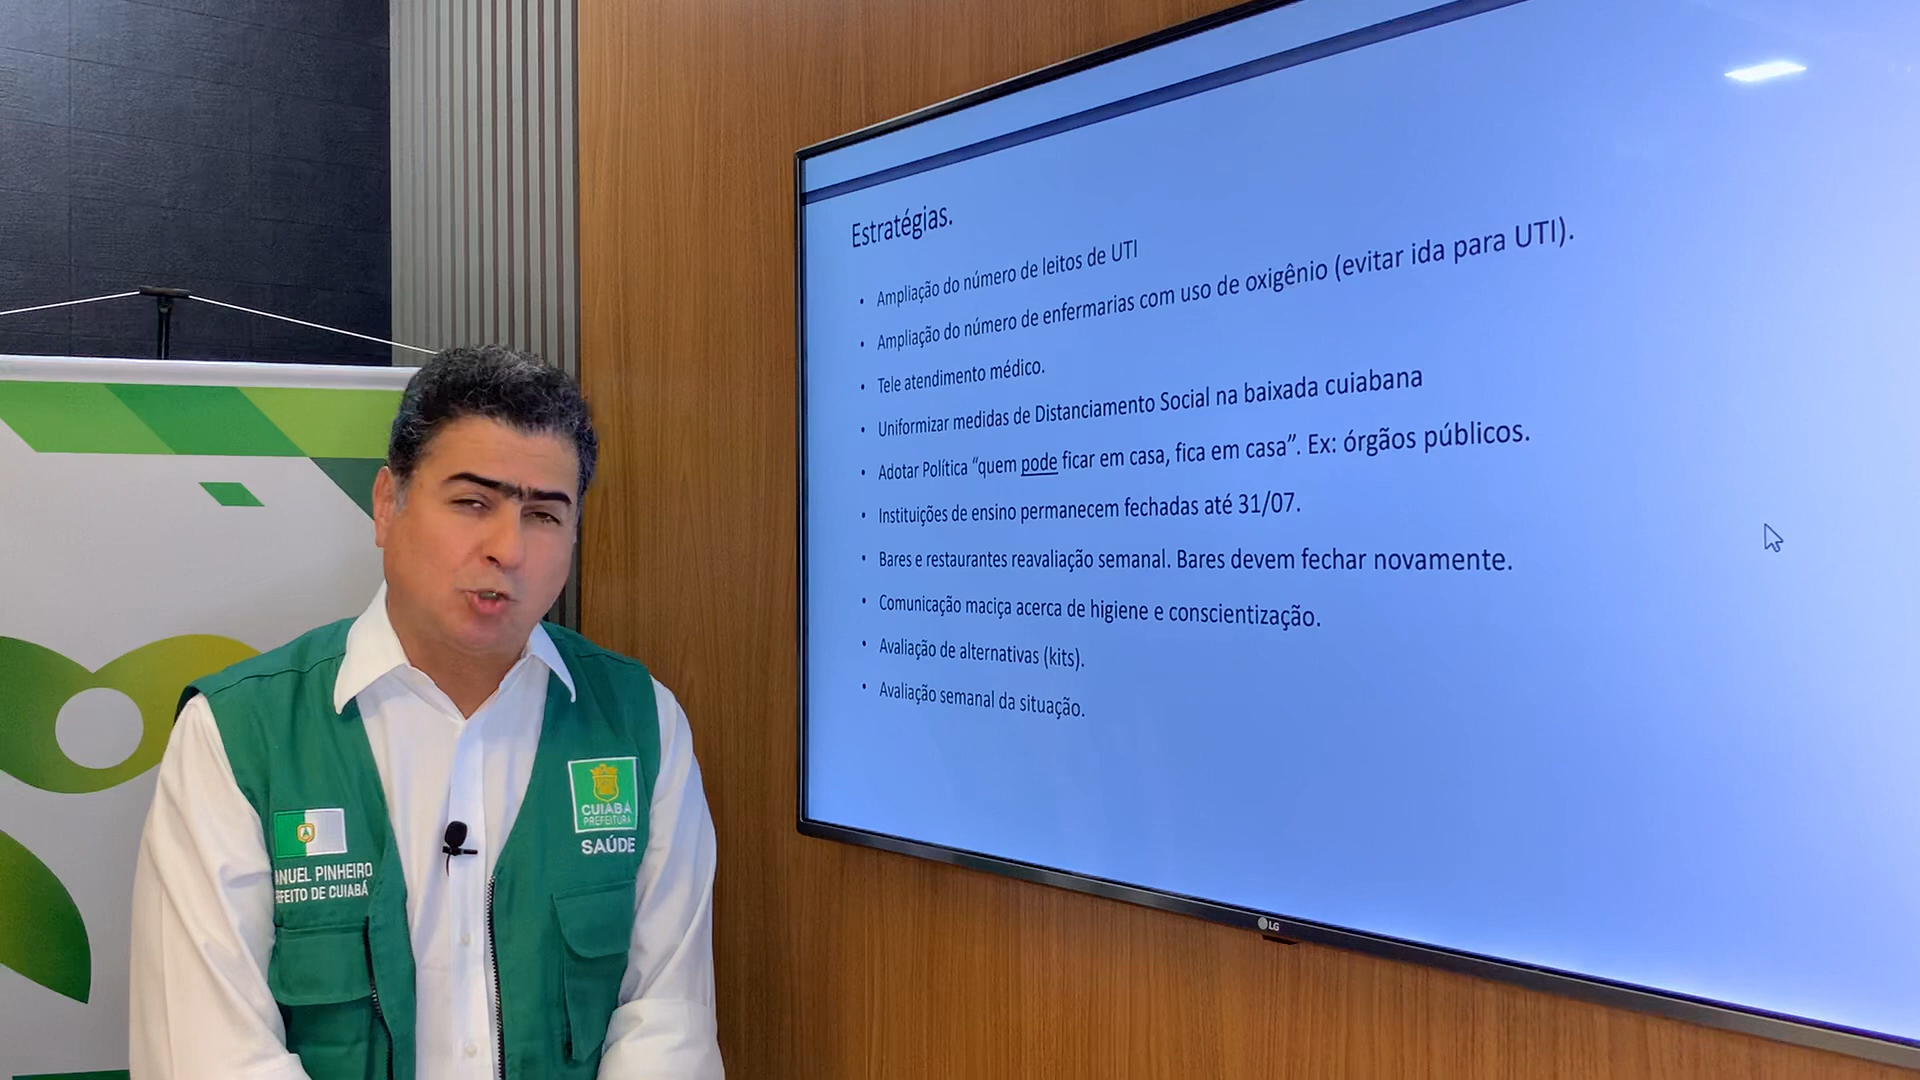 Estratégias.
• Ampliação do número de leitos de UTI
• Ampliação do número de enfermarias com uso de oxigênio (evitar ida para UTI).
• Tele atendimento médico.
• Uniformizar medidas de Distanciamento Social na baixada cuiabana
• Adotar Política “quem pode ficar em casa, fica em casa”. Ex: órgãos públicos.
• Instituições de ensino permanecem fechadas até 31/07.
• Bares e restaurantes reavaliação semanal. Bares devem fechar novamente.
• Comunicação maciça acerca de higiene e conscientização.
• Avaliação de alternativas (kits).
• Avaliação semanal da situação.
CUIABÁ
PREFEITURA
SAÚDE
NUEL PINHEIRO
FEITO DE CUIABÁ
LG